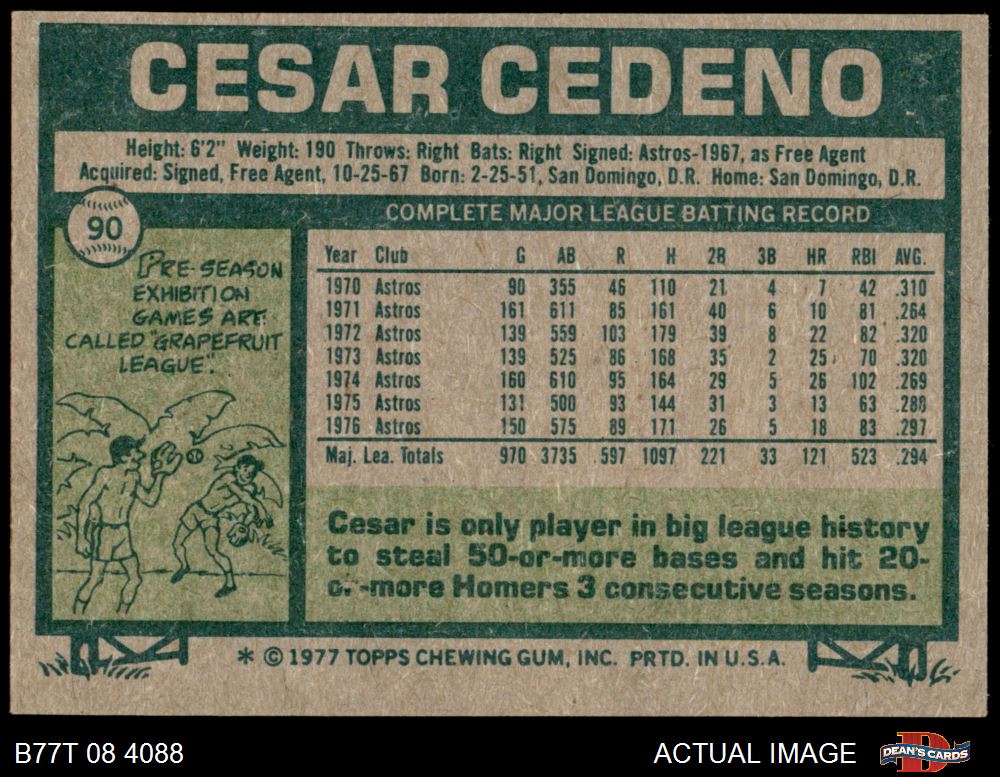 CESAR CEDENO
Height: 6'2" Weight: 190 Throws: Right Bats: Right Signed: Astros-1967, as Free Agent
Acquired: Signed, Free Agent, 10-25-67 Born: 2-25-51, San Domingo, D.R. Home: San Domingo, D.R.
90
PRE-SEASON
EXHIBITION
GAMES ARE
CALLED "GRAPEFRUIT
LEAGUE".
COMPLETE MAJOR LEAGUE BATTING RECORD
Year Club G AB R H 2B 3B HR RBI AVG.
1970 Astros 90 355 46 110 21 4 7 42 .310
1971 Astros 161 611 85 161 40 6 10 81 .264
1972 Astros 139 559 103 179 39 8 22 82 .320
1973 Astros 139 525 86 168 35 2 25 70 .320
1974 Astros 160 610 95 164 29 5 26 102 .269
1975 Astros 131 500 93 144 31 3 13 63 .288
1976 Astros 150 575 89 171 26 5 18 83 .297
Maj. Lea. Totals 970 3735 597 1097 221 33 121 523 .294
Cesar is only player in big league history
to steal 50-or-more bases and hit 20-
or-more Homers 3 consecutive seasons.
* © 1977 TOPPS CHEWING GUM, INC. PRTD. IN U.S.A.
B77T 08 4088
ACTUAL IMAGE
DEAN'S CARDS